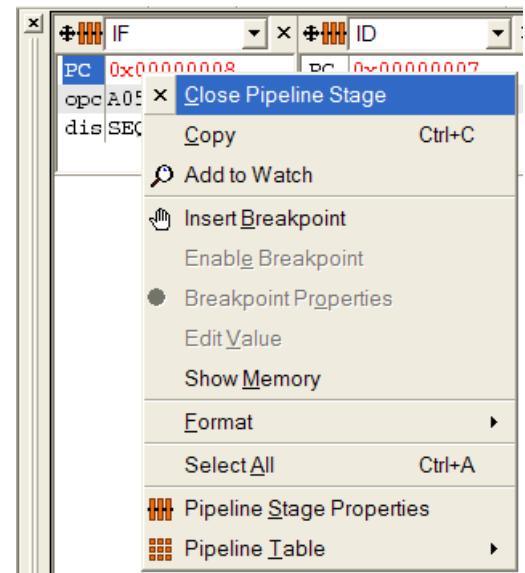 IF ID
PC 0x00000008 PC 0x00000007
opc A05
dis SEQ
Close Pipeline Stage
Copy Ctrl+C
Add to Watch
Insert Breakpoint
Enable Breakpoint
Breakpoint Properties
Edit Value
Show Memory
Format
Select All Ctrl+A
Pipeline Stage Properties
Pipeline Table